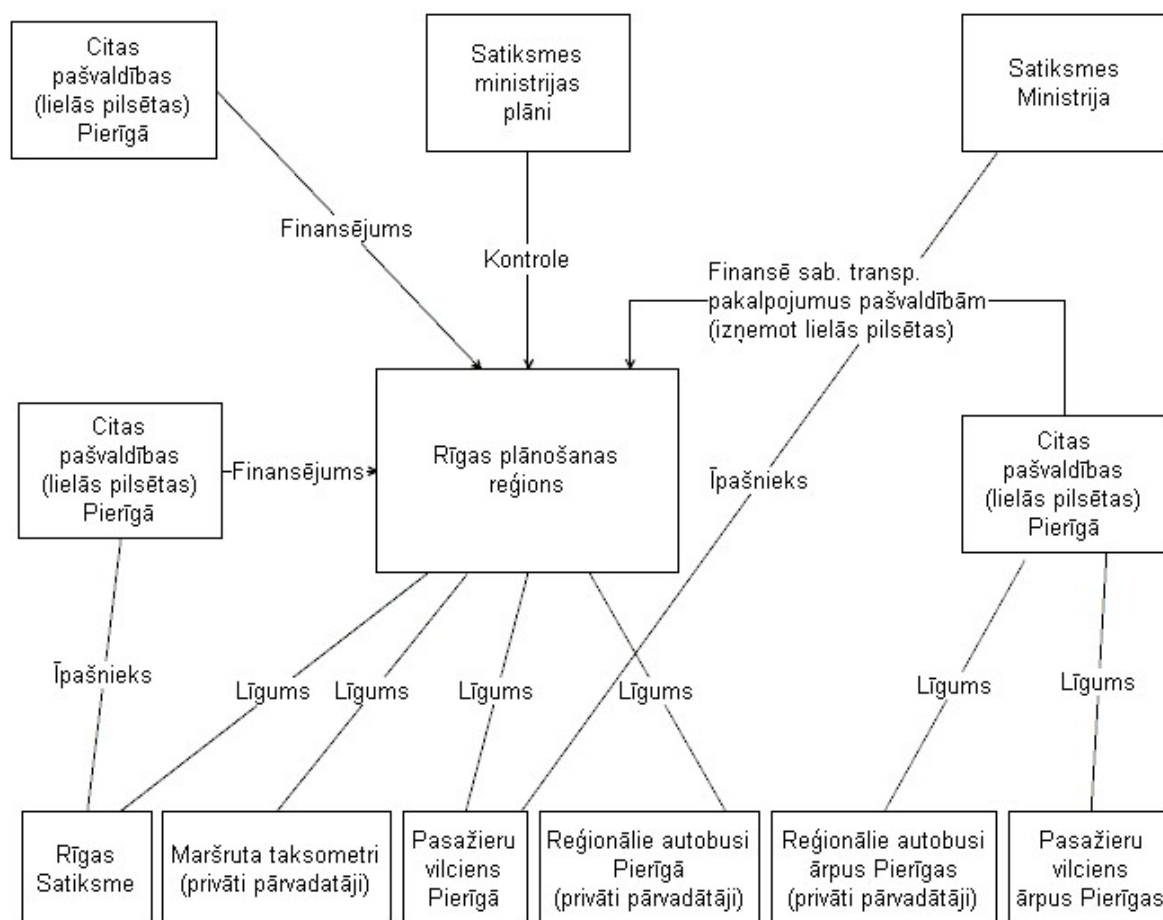 Citas
pašvaldības
(lielās pilsētas)
Pierīgā
Satiksmes
ministrijas
plāni
Satiksmes
Ministrija
Finansējums
Kontrole
Finansē sab. transp.
pakalpojumus pašvaldībām
(izņemot lielās pilsētas)
Citas
pašvaldības
(lielās pilsētas)
Pierīgā
Finansējums
Rīgas plānošanas
reģions
Īpašnieks
Citas
pašvaldības
(lielās pilsētas)
Pierīgā
Īpašnieks
Līgums
Līgums
Līgums
Līgums
Līgums
Līgums
Rīgas
Satiksme
Maršruta taksometri
(privāti pārvadatāji)
Pasažieru
vilciens
Pierīgā
Reģionālie autobusi
Pierīgā
(privāti pārvadātāji)
Reģionālie autobusi
ārpus Pierīgas
(privāti pārvadātāji)
Pasažieru
vilciens
ārpus Pierīgas